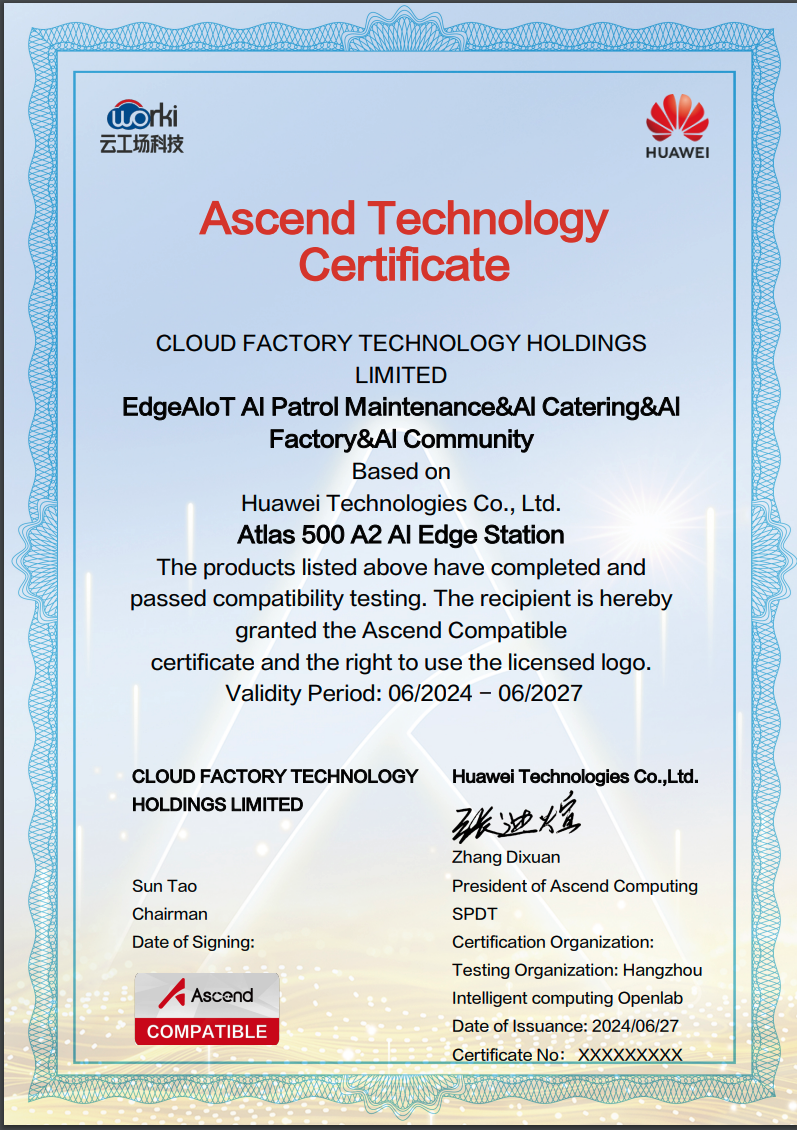 workì
云工场科技
HUAWEI
Ascend Technology
Certificate
CLOUD FACTORY TECHNOLOGY HOLDINGS
LIMITED
EdgeAIoT AI Patrol Maintenance&AI Catering&AI
Factory&AI Community
Based on
Huawei Technologies Co., Ltd.
Atlas 500 A2 AI Edge Station
The products listed above have completed and
passed compatibility testing. The recipient is hereby
granted the Ascend Compatible
certificate and the right to use the licensed logo.
Validity Period: 06/2024 – 06/2027
CLOUD FACTORY TECHNOLOGY
HOLDINGS LIMITED
Sun Tao
Chairman
Date of Signing:
Ascend
COMPATIBLE
Huawei Technologies Co.,Ltd.
张迪煊
Zhang Dixuan
President of Ascend Computing
SPDT
Certification Organization:
Testing Organization: Hangzhou
Intelligent computing Openlab
Date of Issuance: 2024/06/27
Certificate No： XXXXXXXXX